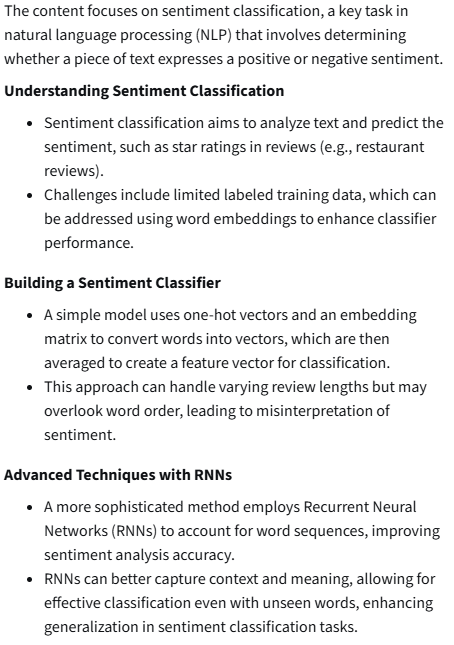 The content focuses on sentiment classification, a key task in
natural language processing (NLP) that involves determining
whether a piece of text expresses a positive or negative sentiment.
Understanding Sentiment Classification
• Sentiment classification aims to analyze text and predict the
sentiment, such as star ratings in reviews (e.g., restaurant
reviews).
• Challenges include limited labeled training data, which can
be addressed using word embeddings to enhance classifier
performance.
Building a Sentiment Classifier
• A simple model uses one-hot vectors and an embedding
matrix to convert words into vectors, which are then
averaged to create a feature vector for classification.
• This approach can handle varying review lengths but may
overlook word order, leading to misinterpretation of
sentiment.
Advanced Techniques with RNNs
• A more sophisticated method employs Recurrent Neural
Networks (RNNs) to account for word sequences, improving
sentiment analysis accuracy.
• RNNs can better capture context and meaning, allowing for
effective classification even with unseen words, enhancing
generalization in sentiment classification tasks.